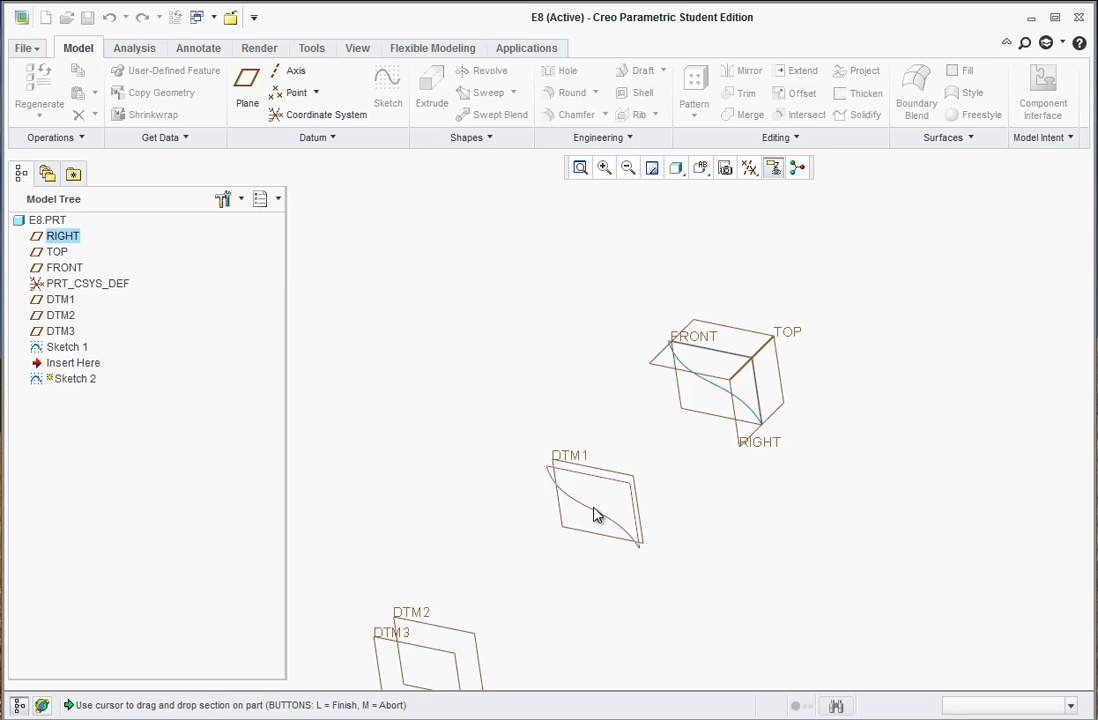 E8 (Active) - Creo Parametric Student Edition
File Model Analysis Annotate Render Tools View Flexible Modeling Applications
Regenerate
User-Defined Feature
Copy Geometry
Shrinkwrap
Plane
Axis
Point
Coordinate System
Sketch
Extrude
Revolve
Sweep
Swept Blend
Hole
Round
Chamfer
Draft
Shell
Rib
Pattern
Mirror
Trim
Merge
Extend
Offset
Intersect
Project
Thicken
Solidify
Boundary Blend
Fill
Style
Freestyle
Component Interface
Operations Get Data Datum Shapes Engineering Editing Surfaces Model Intent
Model Tree
E8.PRT
RIGHT
TOP
FRONT
PRT_CSYS_DEF
DTM1
DTM2
DTM3
Sketch 1
Insert Here
Sketch 2
FRONT
TOP
RIGHT
DTM1
DTM2
DTM3
Use cursor to drag and drop section on part (BUTTONS: L = Finish, M = Abort)